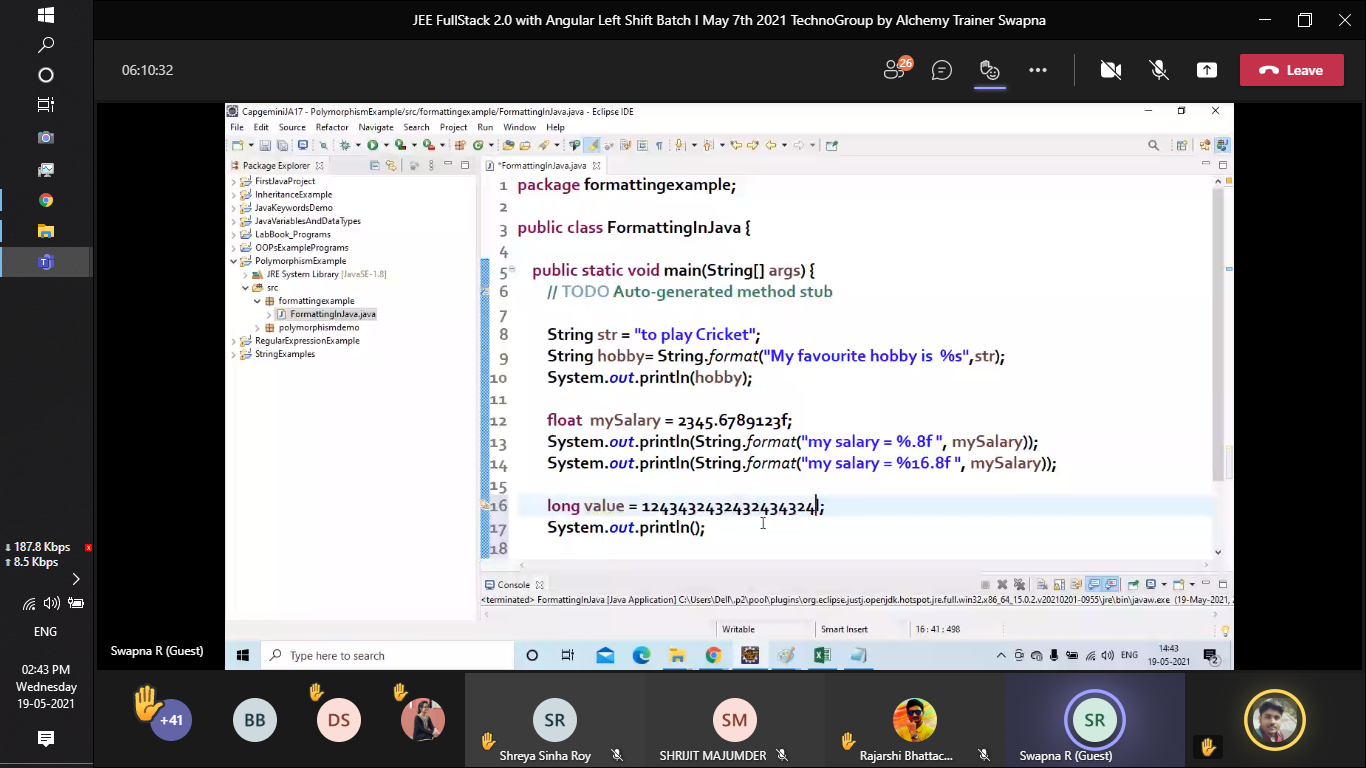 JEE FullStack 2.0 with Angular Left Shift Batch I May 7th 2021 TechnoGroup by Alchemy Trainer Swapna
06:10:32
26
Leave
CapgeminiJA17 - PolymorphismExample/src/formattingexample/FormattingInJava.java - Eclipse IDE
File Edit Source Refactor Navigate Search Project Run Window Help
Package Explorer
*FormattingInJava.java
FirstJavaProject
InheritanceExample
JavaKeywordsDemo
JavaVariablesAndDataTypes
LabBook_Programs
OOPsExamplePrograms
PolymorphismExample
JRE System Library [JavaSE-1.8]
src
formattingexample
FormattingInJava.java
polymorphismdemo
RegularExpressionExample
StringExamples
1 package formattingexample;
2
3 public class FormattingInJava {
4
5 public static void main(String[] args) {
6 // TODO Auto-generated method stub
7
8 String str = "to play Cricket";
9 String hobby= String.format("My favourite hobby is  %s",str);
10 System.out.println(hobby);
11
12 float  mySalary = 2345.6789123f;
13 System.out.println(String.format("my salary = %.8f ", mySalary));
14 System.out.println(String.format("my salary = %16.8f ", mySalary));
15
16 long value = 124343243243243432​4l;
17 System.out.println();
18
Console
<terminated> FormattingInJava [Java Application] C:\Users\Dell\.p2\pool\plugins\org.eclipse.justj.openjdk.hotspot.jre.full.win32.x86_64_15.0.2.v20210201-0955\jre\bin\javaw.exe (19-May-2021,
Writable Smart Insert 16 : 41 : 498
Type here to search
ENG
14:43
19-05-2021
2
187.8 Kbps
8.5 Kbps
ENG
02:43 PM
Wednesday
19-05-2021
Swapna R (Guest)
+41
BB
DS
SR
Shreya Sinha Roy
SM
SHRIJIT MAJUMDER
Rajarshi Bhattac...
SR
Swapna R (Guest)